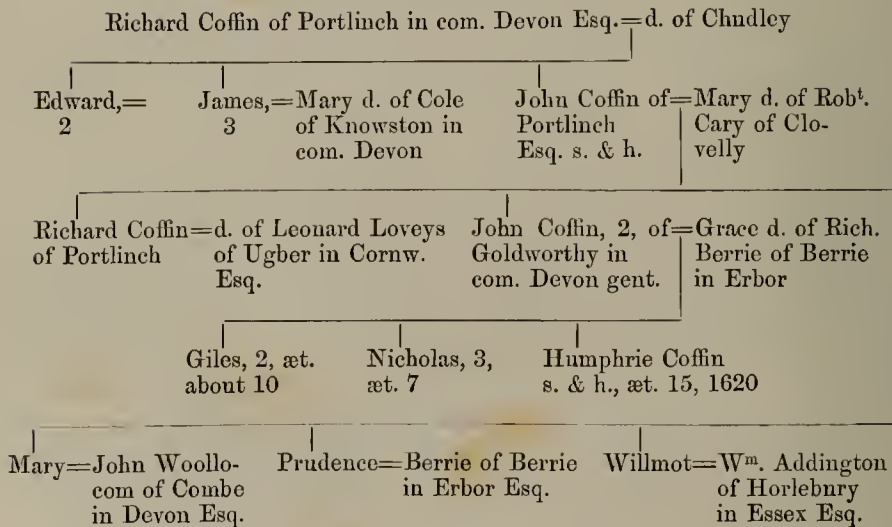 Richard Coffin of Portlinch in com. Devon Esq.=d. of Chudley
Edward,=
2
James,=Mary d. of Cole
3 of Knowston in
com. Devon
John Coffin of=Mary d. of Robᵗ.
Portlinch Cary of Clo-
Esq. s. & h. velly
Richard Coffin=d. of Leonard Loveys
of Portlinch of Ugber in Cornw.
Esq.
John Coffin, 2, of=Grace d. of Rich.
Goldworthy in Berrie of Berrie
com. Devon gent. in Erbor
Giles, 2, æt.
about 10
Nicholas, 3,
æt. 7
Humphrie Coffin
s. & h., æt. 15, 1620
Mary=John Woollo-
com of Combe
in Devon Esq.
Prudence=Berrie of Berrie
in Erbor Esq.
Willmot=Wᵐ. Addington
of Horlebury
in Essex Esq.